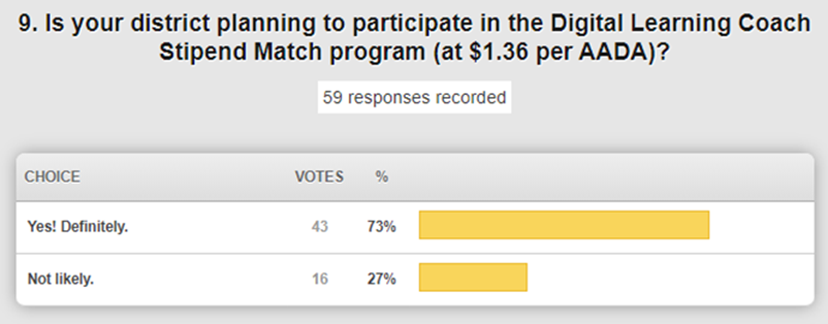 9. Is your district planning to participate in the Digital Learning Coach
Stipend Match program (at $1.36 per AADA)?
59 responses recorded
CHOICE VOTES %
Yes! Definitely. 43 73%
Not likely. 16 27%